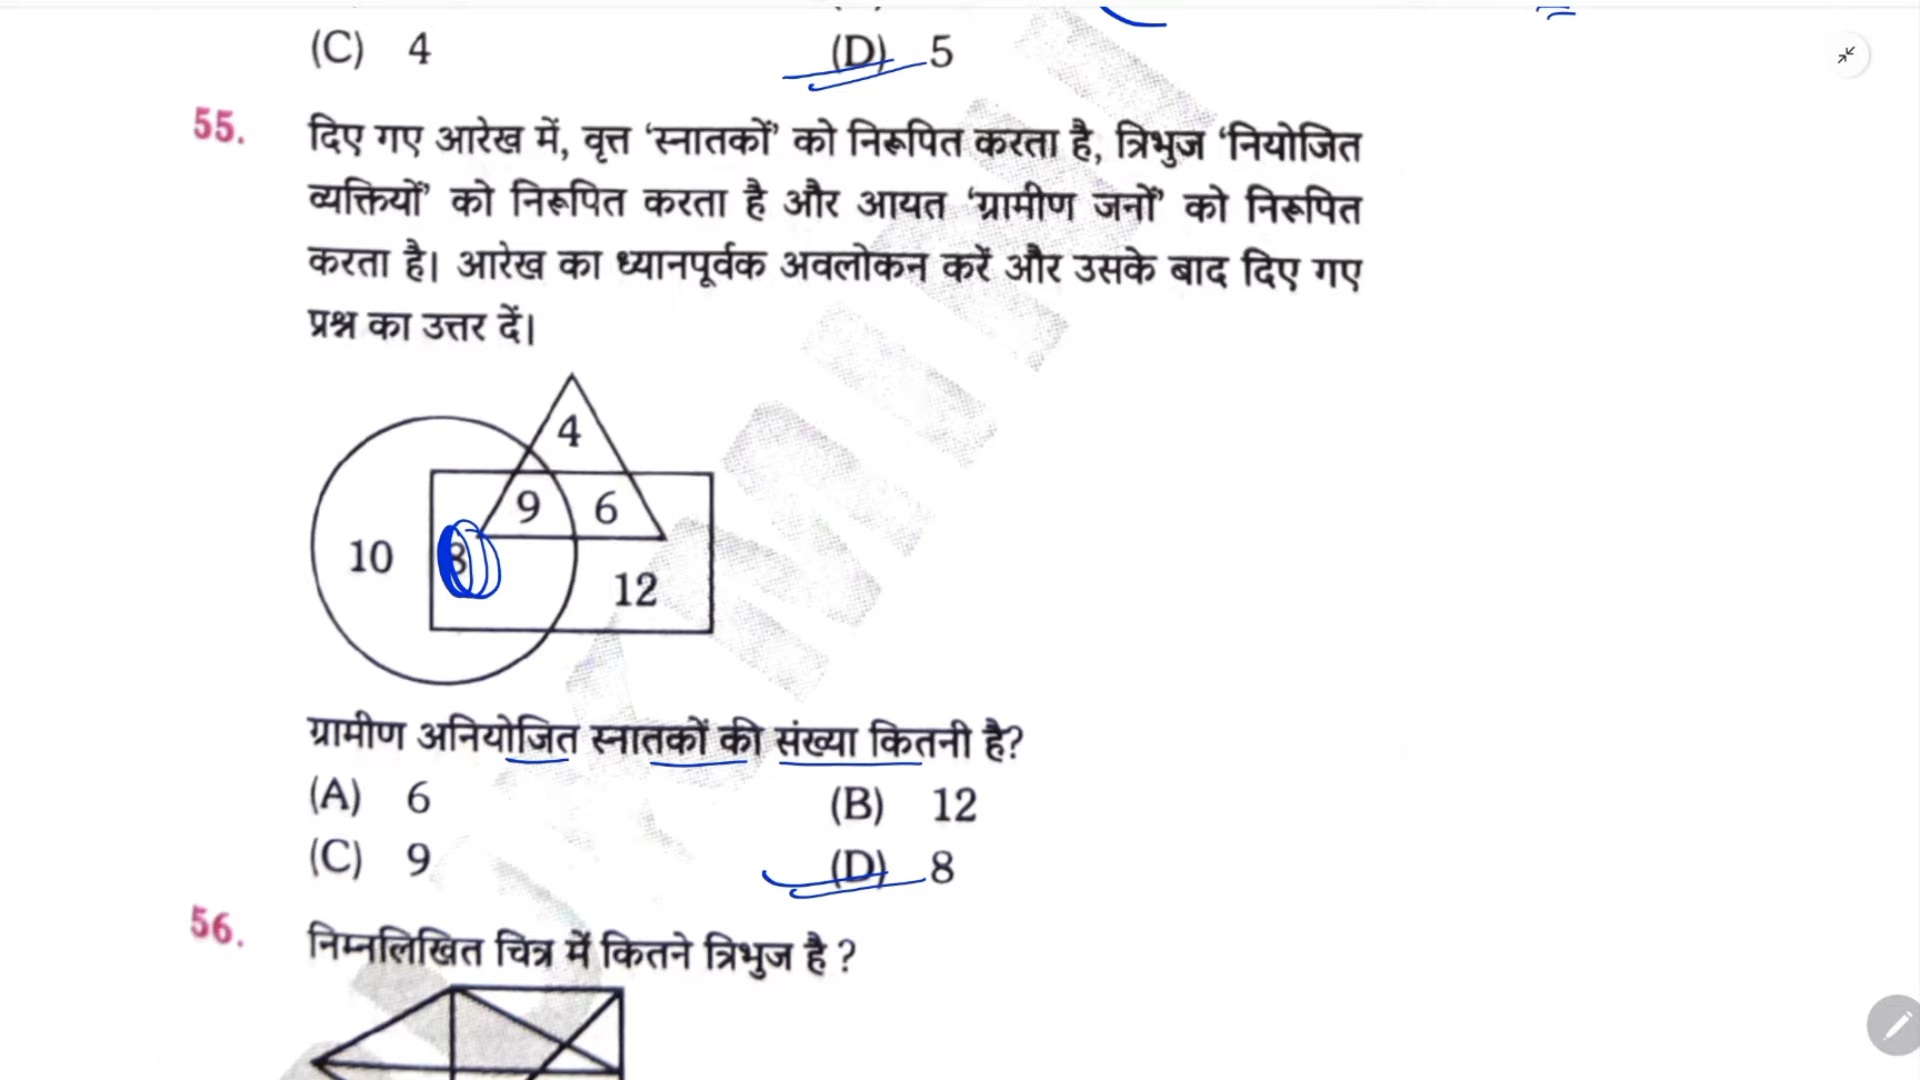 (C) 4 (D) 5
55. दिए गए आरेख में, वृत्त ‘स्नातकों’ को निरूपित करता है, त्रिभुज ‘नियोजित
व्यक्तियों’ को निरूपित करता है और आयत ‘ग्रामीण जनों’ को निरूपित
करता है। आरेख का ध्यानपूर्वक अवलोकन करें और उसके बाद दिए गए
प्रश्न का उत्तर दें।
4
9 6
10 8 12
ग्रामीण अनियोजित स्नातकों की संख्या कितनी है?
(A) 6 (B) 12
(C) 9 (D) 8
56. निम्नलिखित चित्र में कितने त्रिभुज है ?